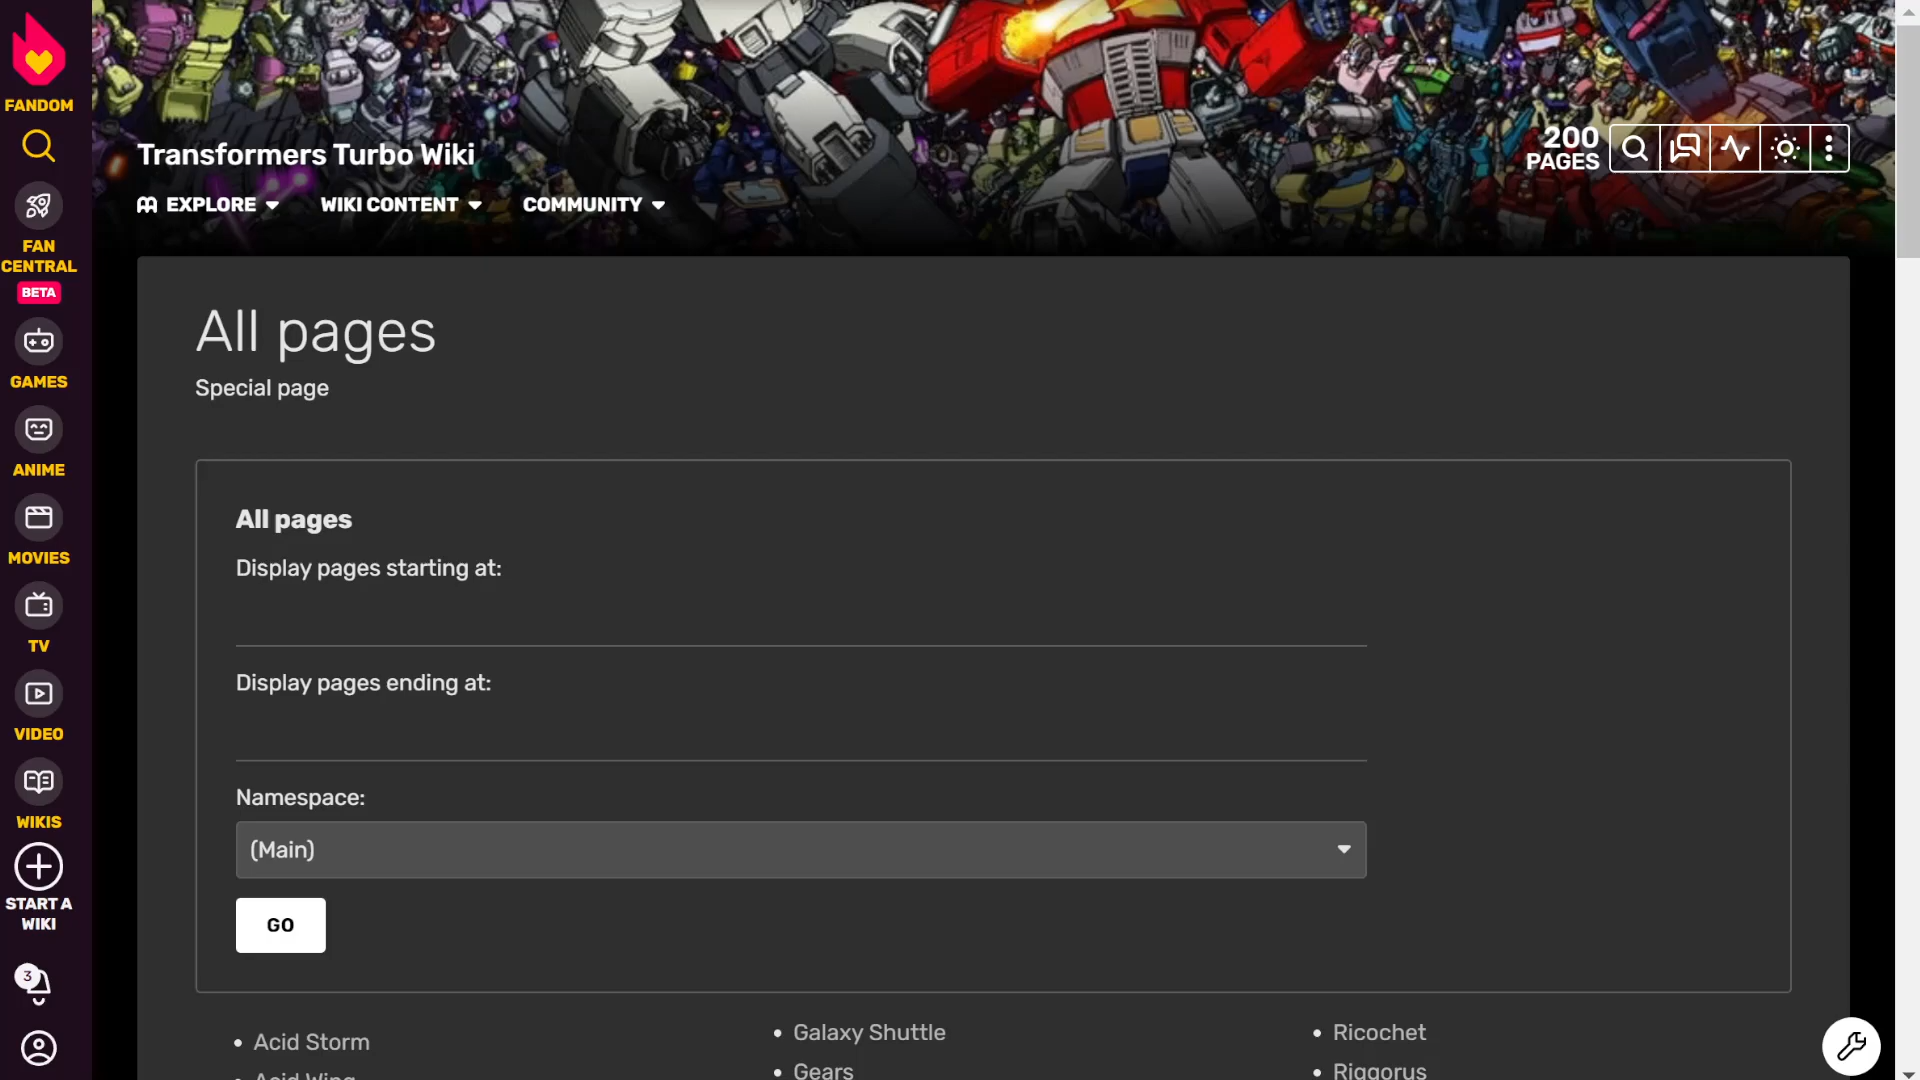 FANDOM
FAN
CENTRAL
BETA
GAMES
ANIME
MOVIES
TV
VIDEO
WIKIS
START A
WIKI
3
Transformers Turbo Wiki
EXPLORE
WIKI CONTENT
COMMUNITY
200
PAGES
All pages
Special page
All pages
Display pages starting at:
Display pages ending at:
Namespace:
(Main)
GO
Acid Storm
Acid Wing
Galaxy Shuttle
Gears
Ricochet
Riggorus